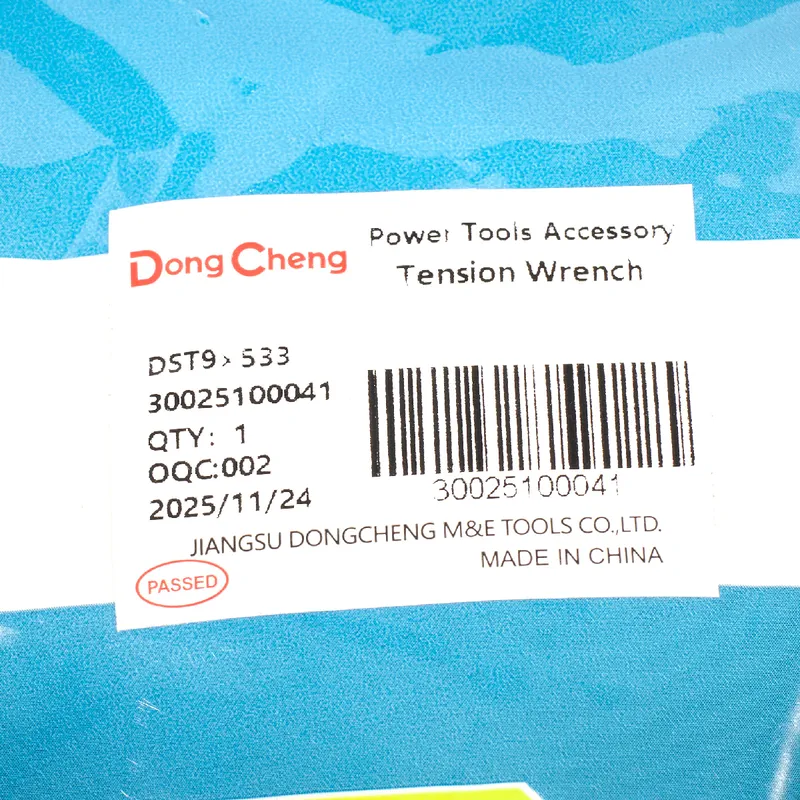 Dong Cheng
Power Tools Accessory
Tension Wrench
DST9×533
30025100041
QTY: 1
OQC:002
2025/11/24
30025100041
JIANGSU DONGCHENG M&E TOOLS CO.,LTD.
MADE IN CHINA
PASSED